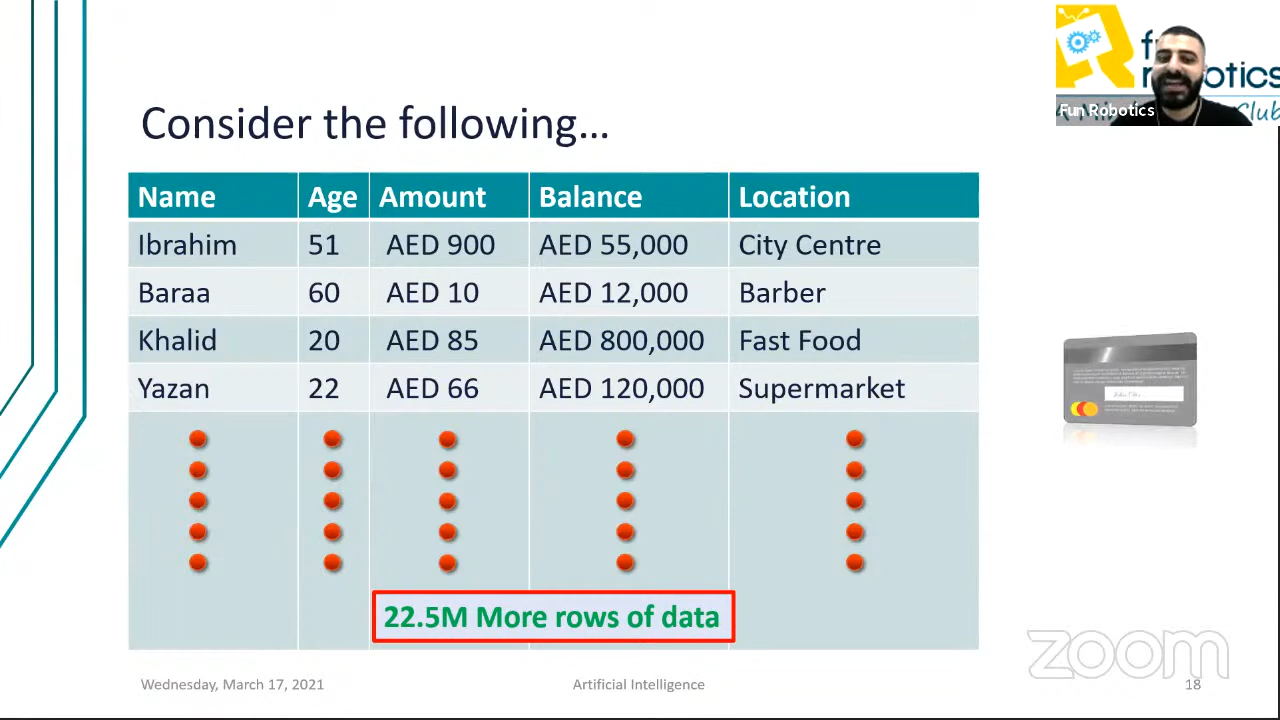 Consider the following...
Name Age Amount Balance Location
Ibrahim 51 AED 900 AED 55,000 City Centre
Baraa 60 AED 10 AED 12,000 Barber
Khalid 20 AED 85 AED 800,000 Fast Food
Yazan 22 AED 66 AED 120,000 Supermarket
22.5M More rows of data
Wednesday, March 17, 2021 Artificial Intelligence 18
Fun Robotics
Club
zoom